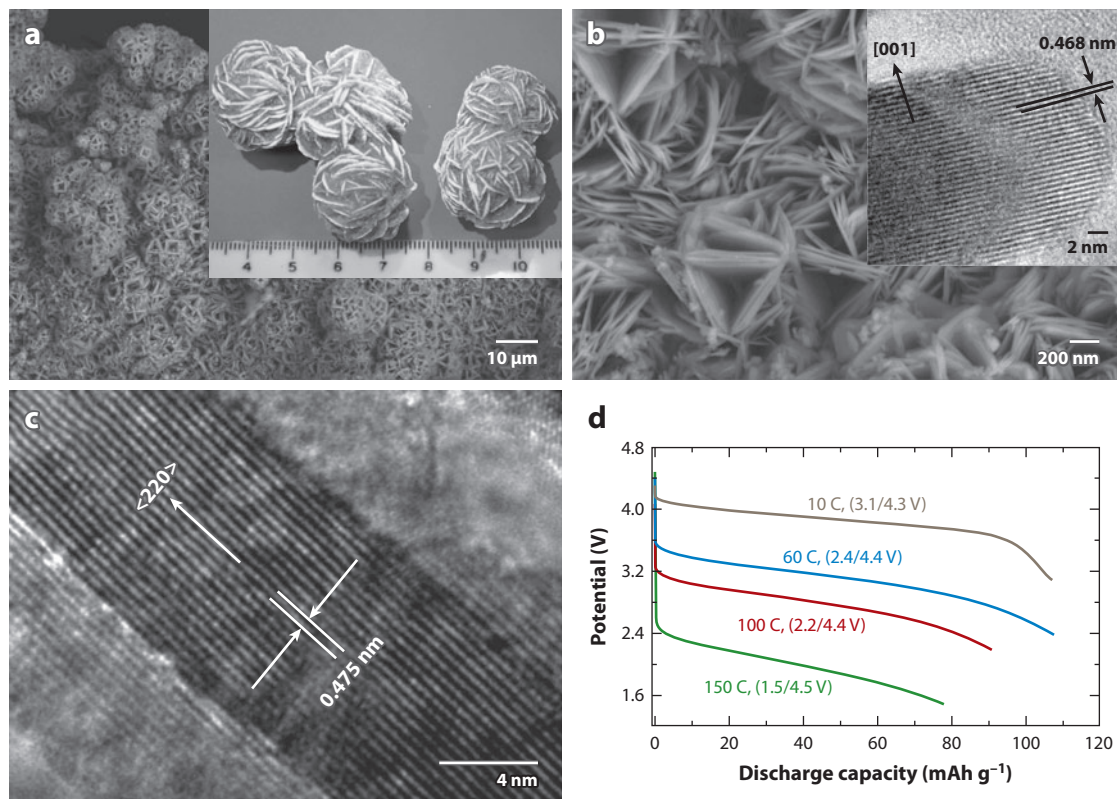 a
4 5 6 7 8 9 10
10 µm
b
[001]
0.468 nm
2 nm
200 nm
c
<220>
0.475 nm
4 nm
d
4.8
4.0
3.2
2.4
1.6
Potential (V)
10 C, (3.1/4.3 V)
60 C, (2.4/4.4 V)
100 C, (2.2/4.4 V)
150 C, (1.5/4.5 V)
0 20 40 60 80 100 120
Discharge capacity (mAh g⁻¹)